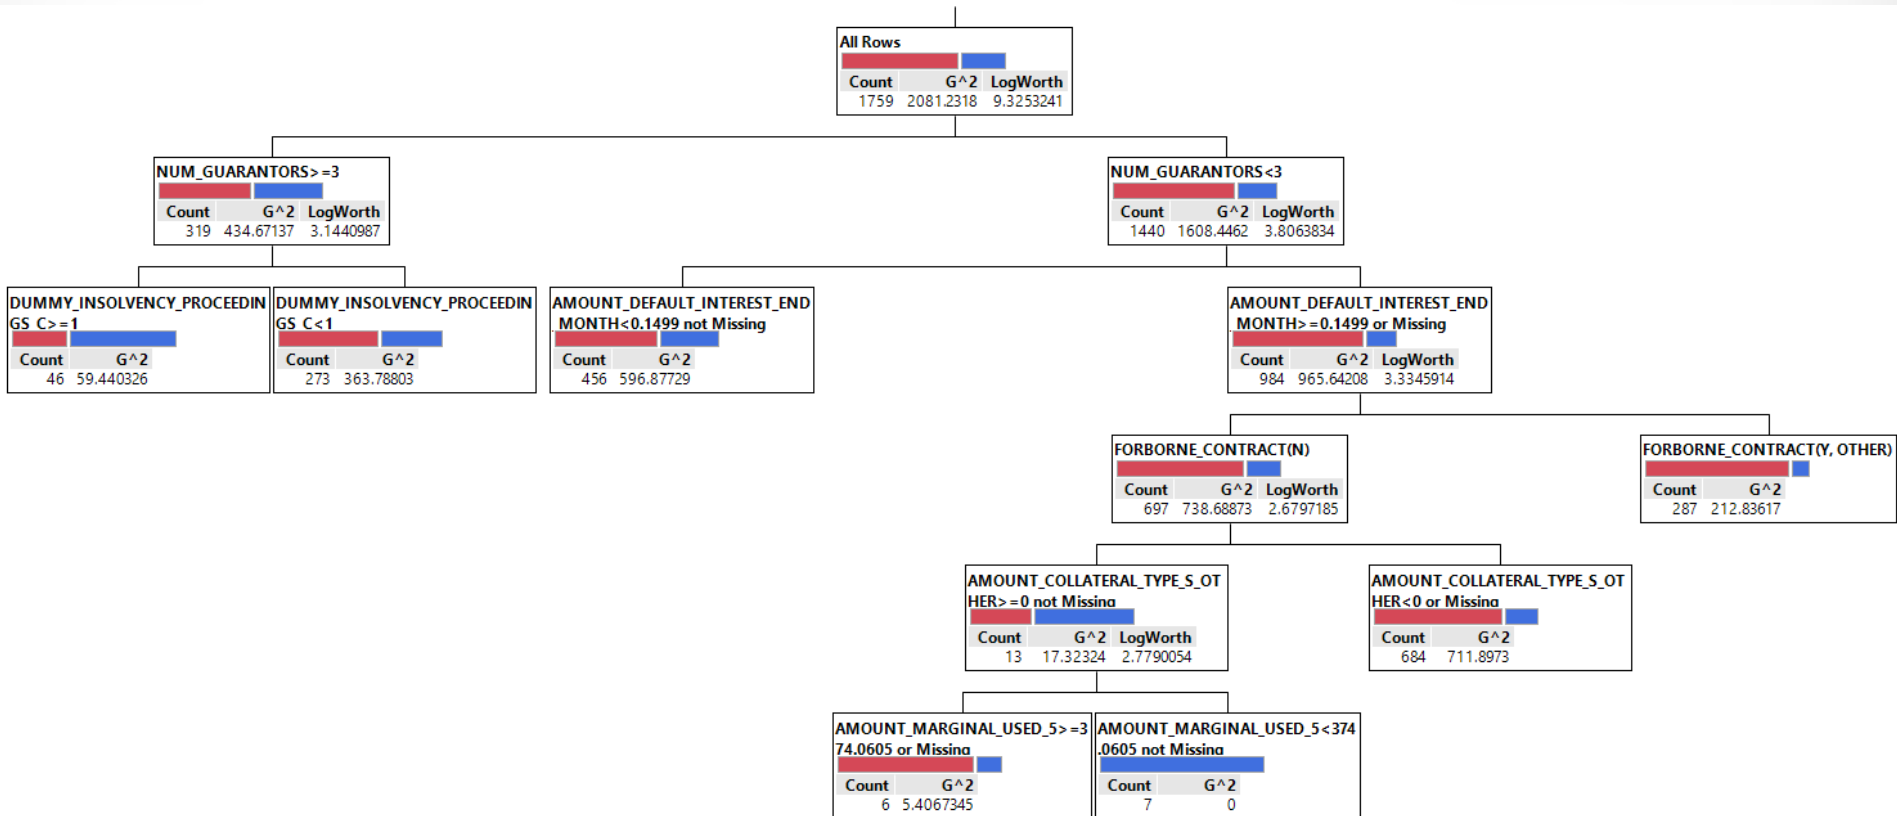 All Rows
Count G^2 LogWorth
1759 2081.2318 9.3253241
NUM_GUARANTORS>=3
Count G^2 LogWorth
319 434.67137 3.1440987
NUM_GUARANTORS<3
Count G^2 LogWorth
1440 1608.4462 3.8063834
DUMMY_INSOLVENCY_PROCEEDIN
GS_C>=1
Count G^2
46 59.440326
DUMMY_INSOLVENCY_PROCEEDIN
GS_C<1
Count G^2
273 363.78803
AMOUNT_DEFAULT_INTEREST_END
_MONTH<0.1499 not Missing
Count G^2
456 596.87729
AMOUNT_DEFAULT_INTEREST_END
_MONTH>=0.1499 or Missing
Count G^2 LogWorth
984 965.64208 3.3345914
FORBORNE_CONTRACT(N)
Count G^2 LogWorth
697 738.68873 2.6797185
FORBORNE_CONTRACT(Y, OTHER)
Count G^2
287 212.83617
AMOUNT_COLLATERAL_TYPE_S_OT
HER>=0 not Missing
Count G^2 LogWorth
13 17.32324 2.7790054
AMOUNT_COLLATERAL_TYPE_S_OT
HER<0 or Missing
Count G^2
684 711.8973
AMOUNT_MARGINAL_USED_5>=3
74.0605 or Missing
Count G^2
6 5.4067345
AMOUNT_MARGINAL_USED_5<374
.0605 not Missing
Count G^2
7 0